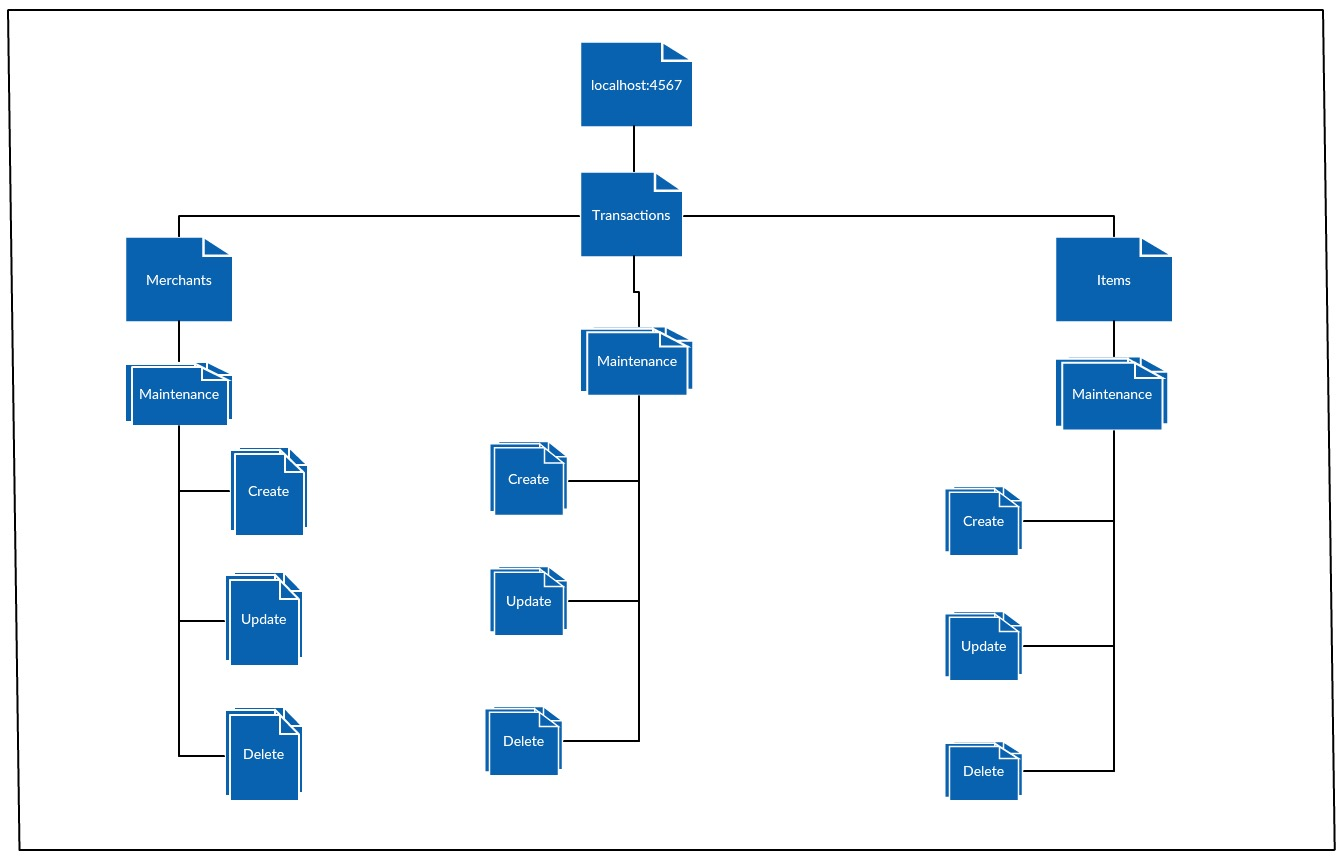 localhost:4567
Transactions
Merchants
Items
Maintenance
Maintenance
Maintenance
Create
Create
Create
Update
Update
Update
Delete
Delete
Delete